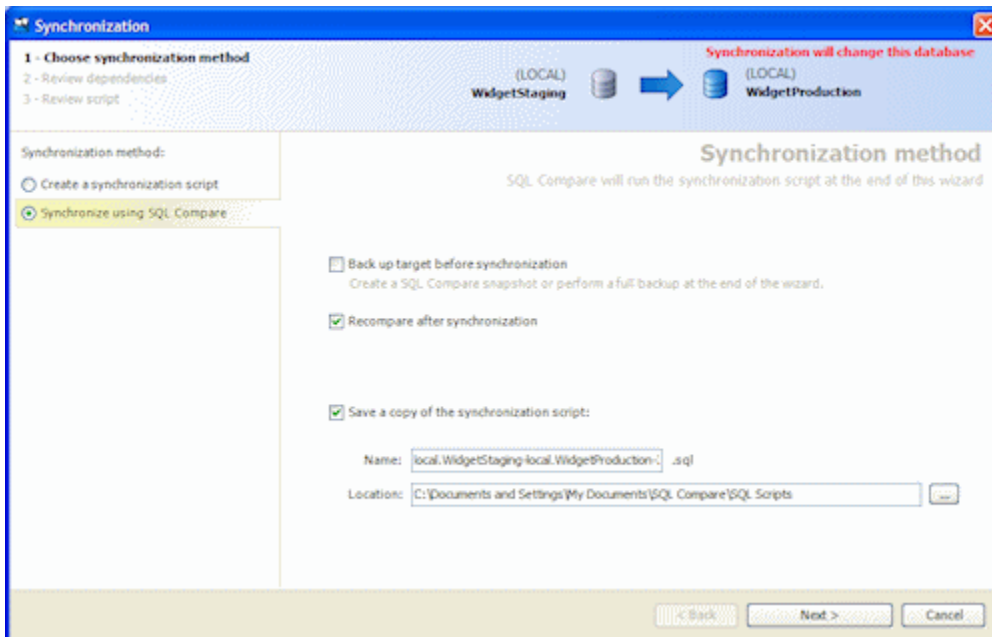 Synchronization
1 - Choose synchronization method
2 - Review dependencies
3 - Review script
Synchronization will change this database
(LOCAL)
WidgetStaging
(LOCAL)
WidgetProduction
Synchronization method:
Create a synchronization script
Synchronize using SQL Compare
Synchronization method
SQL Compare will run the synchronization script at the end of this wizard
Back up target before synchronization
Create a SQL Compare snapshot or perform a full backup at the end of the wizard.
Recompare after synchronization
Save a copy of the synchronization script:
Name: local.WidgetStaging-local.WidgetProduction- .sql
Location: C:\Documents and Settings\My Documents\SQL Compare\SQL Scripts ...
< Back Next > Cancel